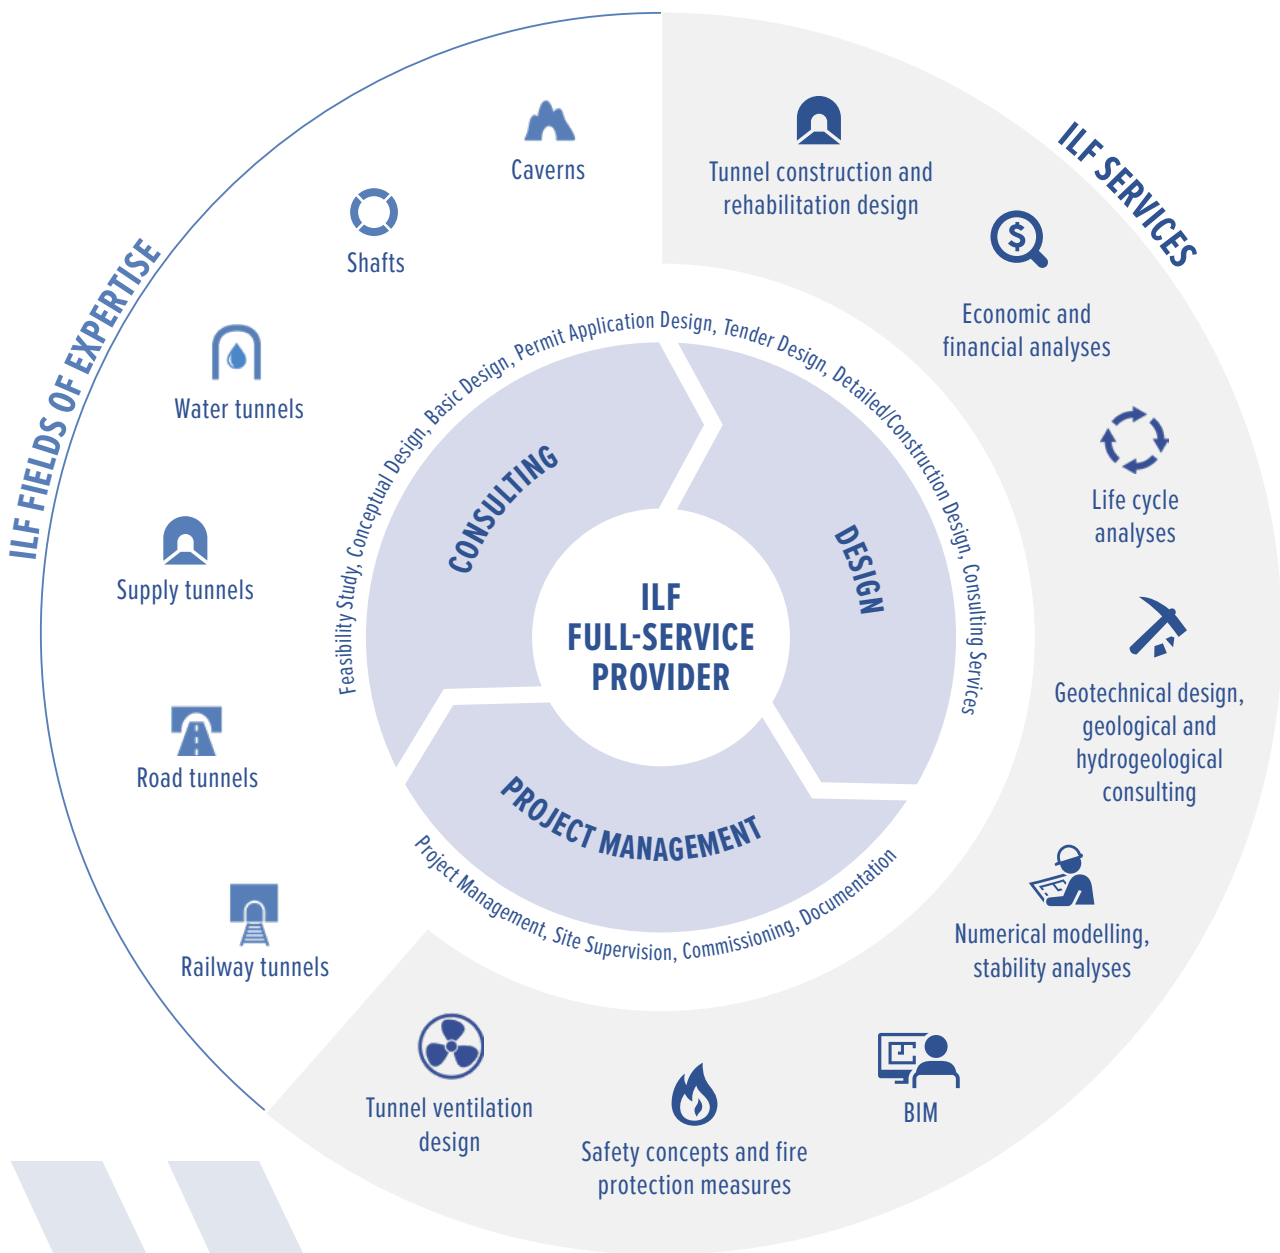 ILF FIELDS OF EXPERTISE
Caverns
Shafts
Water tunnels
Supply tunnels
Road tunnels
Railway tunnels
ILF SERVICES
Tunnel construction and
rehabilitation design
Economic and
financial analyses
Life cycle
analyses
Geotechnical design,
geological and
hydrogeological
consulting
Numerical modelling,
stability analyses
BIM
Safety concepts and fire
protection measures
Tunnel ventilation
design
Feasibility Study, Conceptual Design, Basic Design, Permit Application Design, Tender Design, Detailed/Construction Design, Consulting Services
CONSULTING
DESIGN
PROJECT MANAGEMENT
Project Management, Site Supervision, Commissioning, Documentation
ILF
FULL-SERVICE
PROVIDER